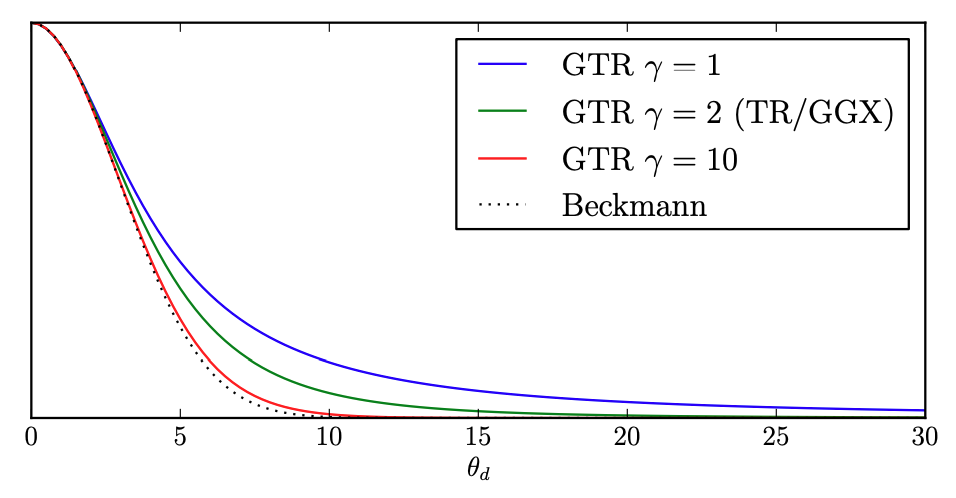 GTR γ = 1
GTR γ = 2 (TR/GGX)
GTR γ = 10
Beckmann
0 5 10 15 20 25 30
θd